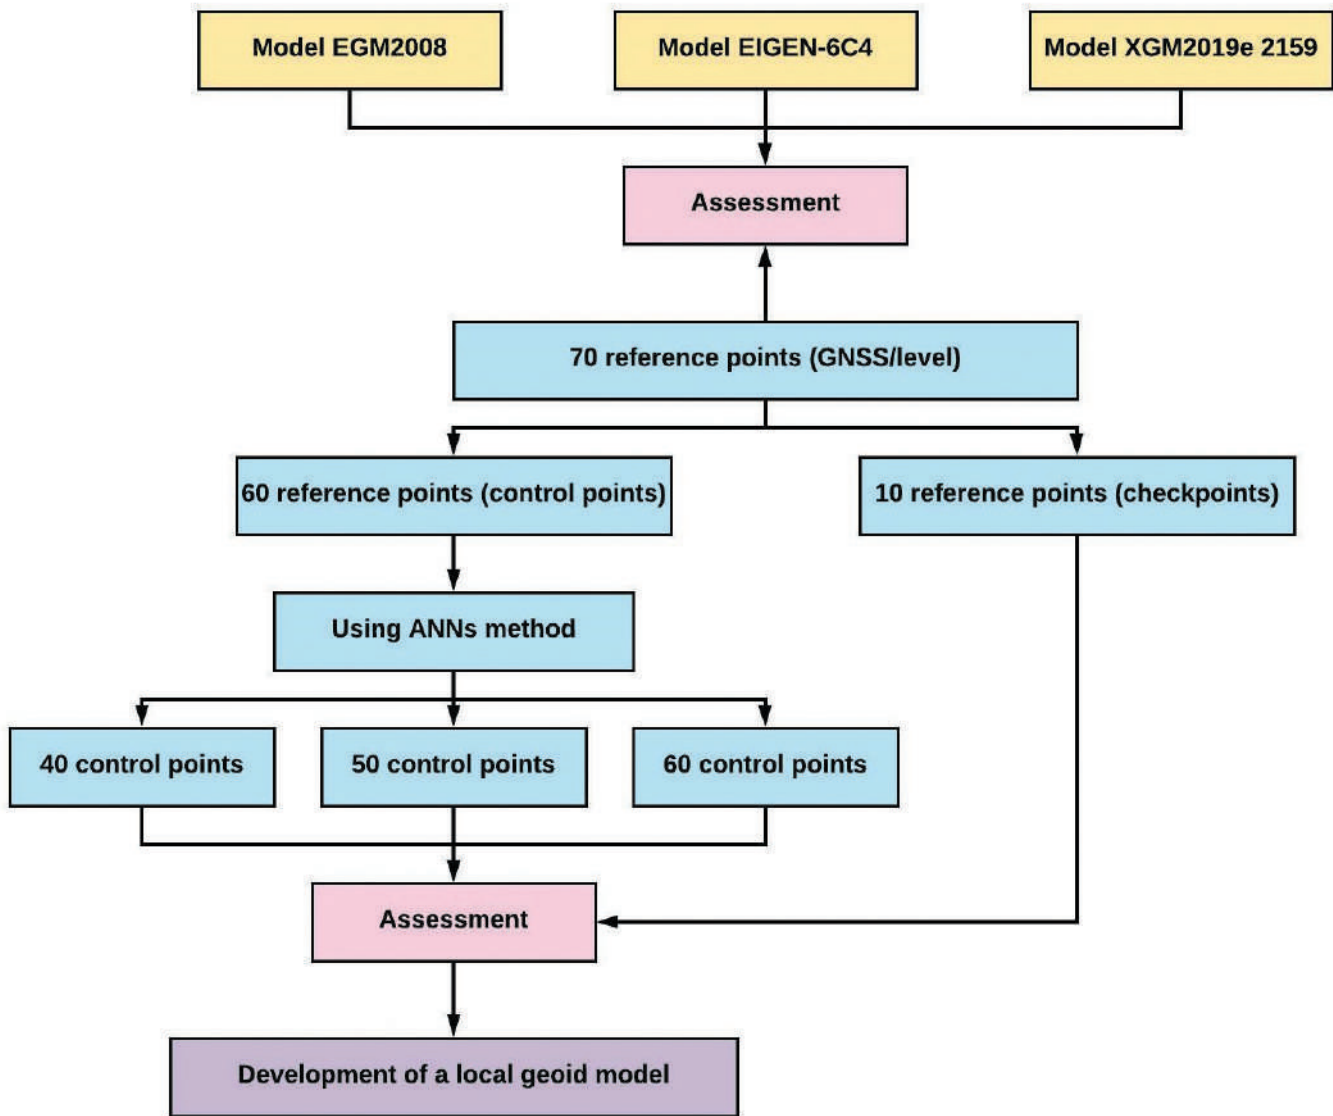 Model EGM2008
Model EIGEN-6C4
Model XGM2019e 2159
Assessment
70 reference points (GNSS/level)
60 reference points (control points)
10 reference points (checkpoints)
Using ANNs method
40 control points
50 control points
60 control points
Assessment
Development of a local geoid model